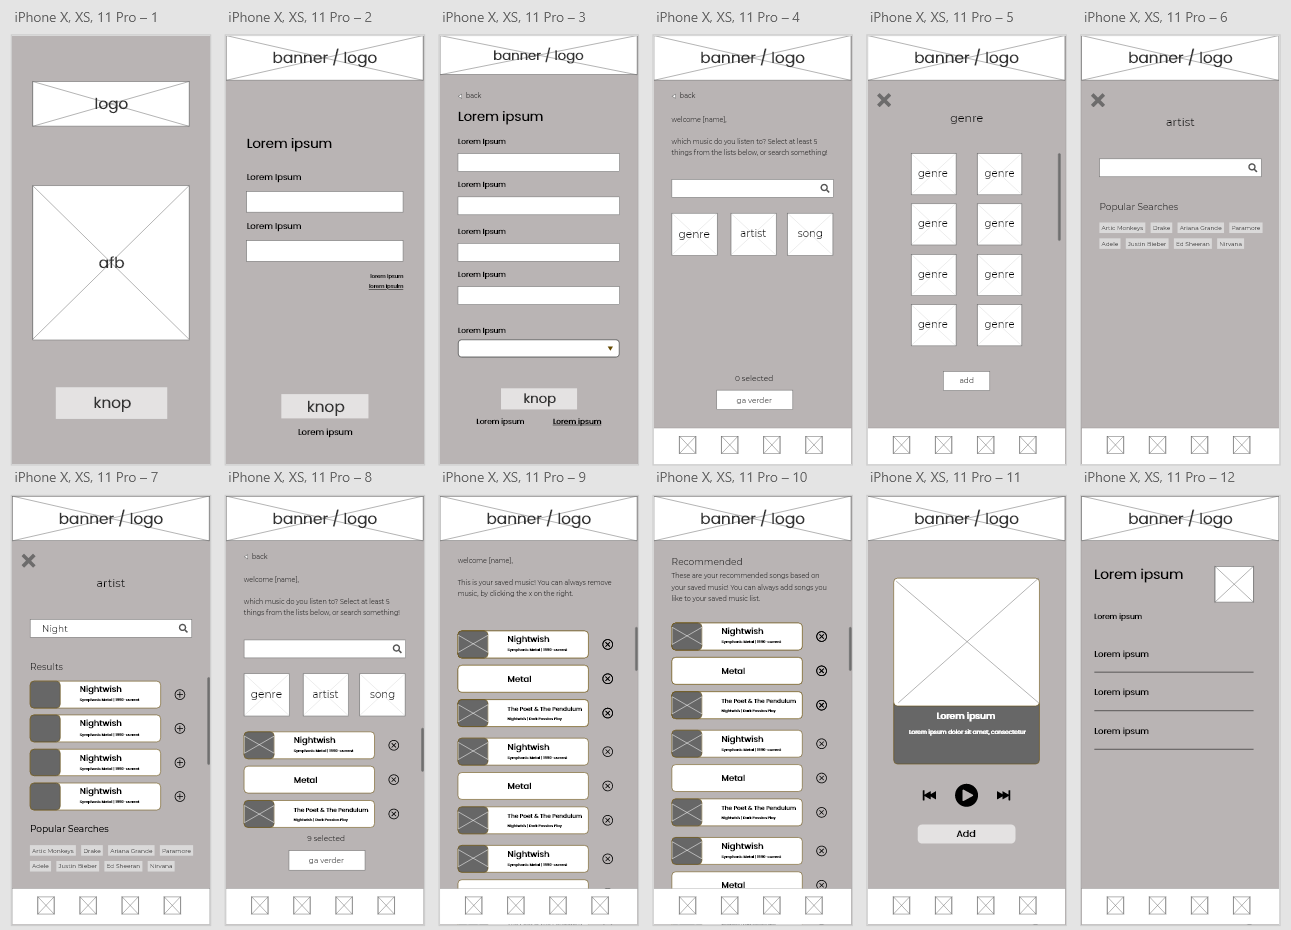 iPhone X, XS, 11 Pro – 1
logo
afb
knop
iPhone X, XS, 11 Pro – 2
banner / logo
Lorem ipsum
Lorem Ipsum
Lorem Ipsum
lorem ipsum
lorem ipsulm
knop
Lorem ipsum
iPhone X, XS, 11 Pro – 3
banner / logo
back
Lorem ipsum
Lorem Ipsum
Lorem Ipsum
Lorem Ipsum
Lorem Ipsum
Lorem Ipsum
knop
Lorem ipsum Lorem ipsum
iPhone X, XS, 11 Pro – 4
banner / logo
back
welcome [name],
which music do you listen to? Select at least 5
things from the lists below, or search something!
genre artist song
0 selected
ga verder
iPhone X, XS, 11 Pro – 5
banner / logo
genre
genre genre
genre genre
genre genre
genre genre
add
iPhone X, XS, 11 Pro – 6
banner / logo
artist
Popular Searches
Artic Monkeys Drake Ariana Grande Paramore
Adele Justin Bieber Ed Sheeran Nirvana
iPhone X, XS, 11 Pro – 7
banner / logo
artist
Night
Results
Nightwish
Symphonic Metal | 1996- current
Nightwish
Symphonic Metal | 1996- current
Nightwish
Symphonic Metal | 1996- current
Nightwish
Symphonic Metal | 1996- current
Popular Searches
Artic Monkeys Drake Ariana Grande Paramore
Adele Justin Bieber Ed Sheeran Nirvana
iPhone X, XS, 11 Pro – 8
banner / logo
back
welcome [name],
which music do you listen to? Select at least 5
things from the lists below, or search something!
genre artist song
Nightwish
Symphonic Metal | 1996- current
Metal
The Poet & The Pendulum
Nightwish | Dark Passion Play
9 selected
ga verder
iPhone X, XS, 11 Pro – 9
banner / logo
welcome [name],
This is your saved music! You can always remove
music, by clicking the x on the right.
Nightwish
Symphonic Metal | 1996- current
Metal
The Poet & The Pendulum
Nightwish | Dark Passion Play
Nightwish
Symphonic Metal | 1996- current
Metal
The Poet & The Pendulum
Nightwish | Dark Passion Play
Nightwish
Symphonic Metal | 1996- current
iPhone X, XS, 11 Pro – 10
banner / logo
Recommended
These are your recommended songs based on
your saved music! You can always add songs you
like to your saved music list.
Nightwish
Symphonic Metal | 1996- current
Metal
The Poet & The Pendulum
Nightwish | Dark Passion Play
Nightwish
Symphonic Metal | 1996- current
Metal
The Poet & The Pendulum
Nightwish | Dark Passion Play
Nightwish
Symphonic Metal | 1996- current
Metal
iPhone X, XS, 11 Pro – 11
banner / logo
Lorem ipsum
Lorem ipsum dolor sit amet, consectetur
Add
iPhone X, XS, 11 Pro – 12
banner / logo
Lorem ipsum
Lorem ipsum
Lorem ipsum
Lorem ipsum
Lorem ipsum